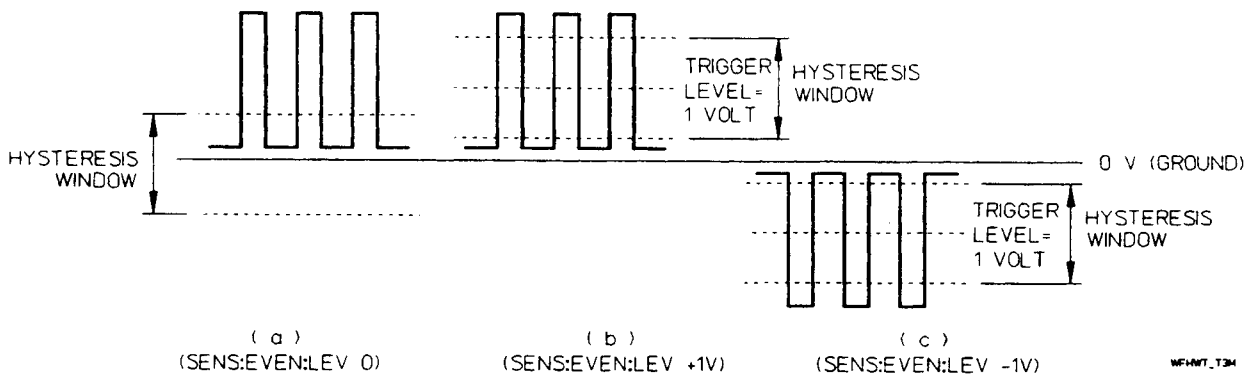 HYSTERESIS
WINDOW
TRIGGER
LEVEL=
1 VOLT
HYSTERESIS
WINDOW
0 V (GROUND)
TRIGGER
LEVEL=
1 VOLT
HYSTERESIS
WINDOW
( a )
(SENS:EVEN:LEV 0)
( b )
(SENS:EVEN:LEV +1V)
( c )
(SENS:EVEN:LEV -1V)